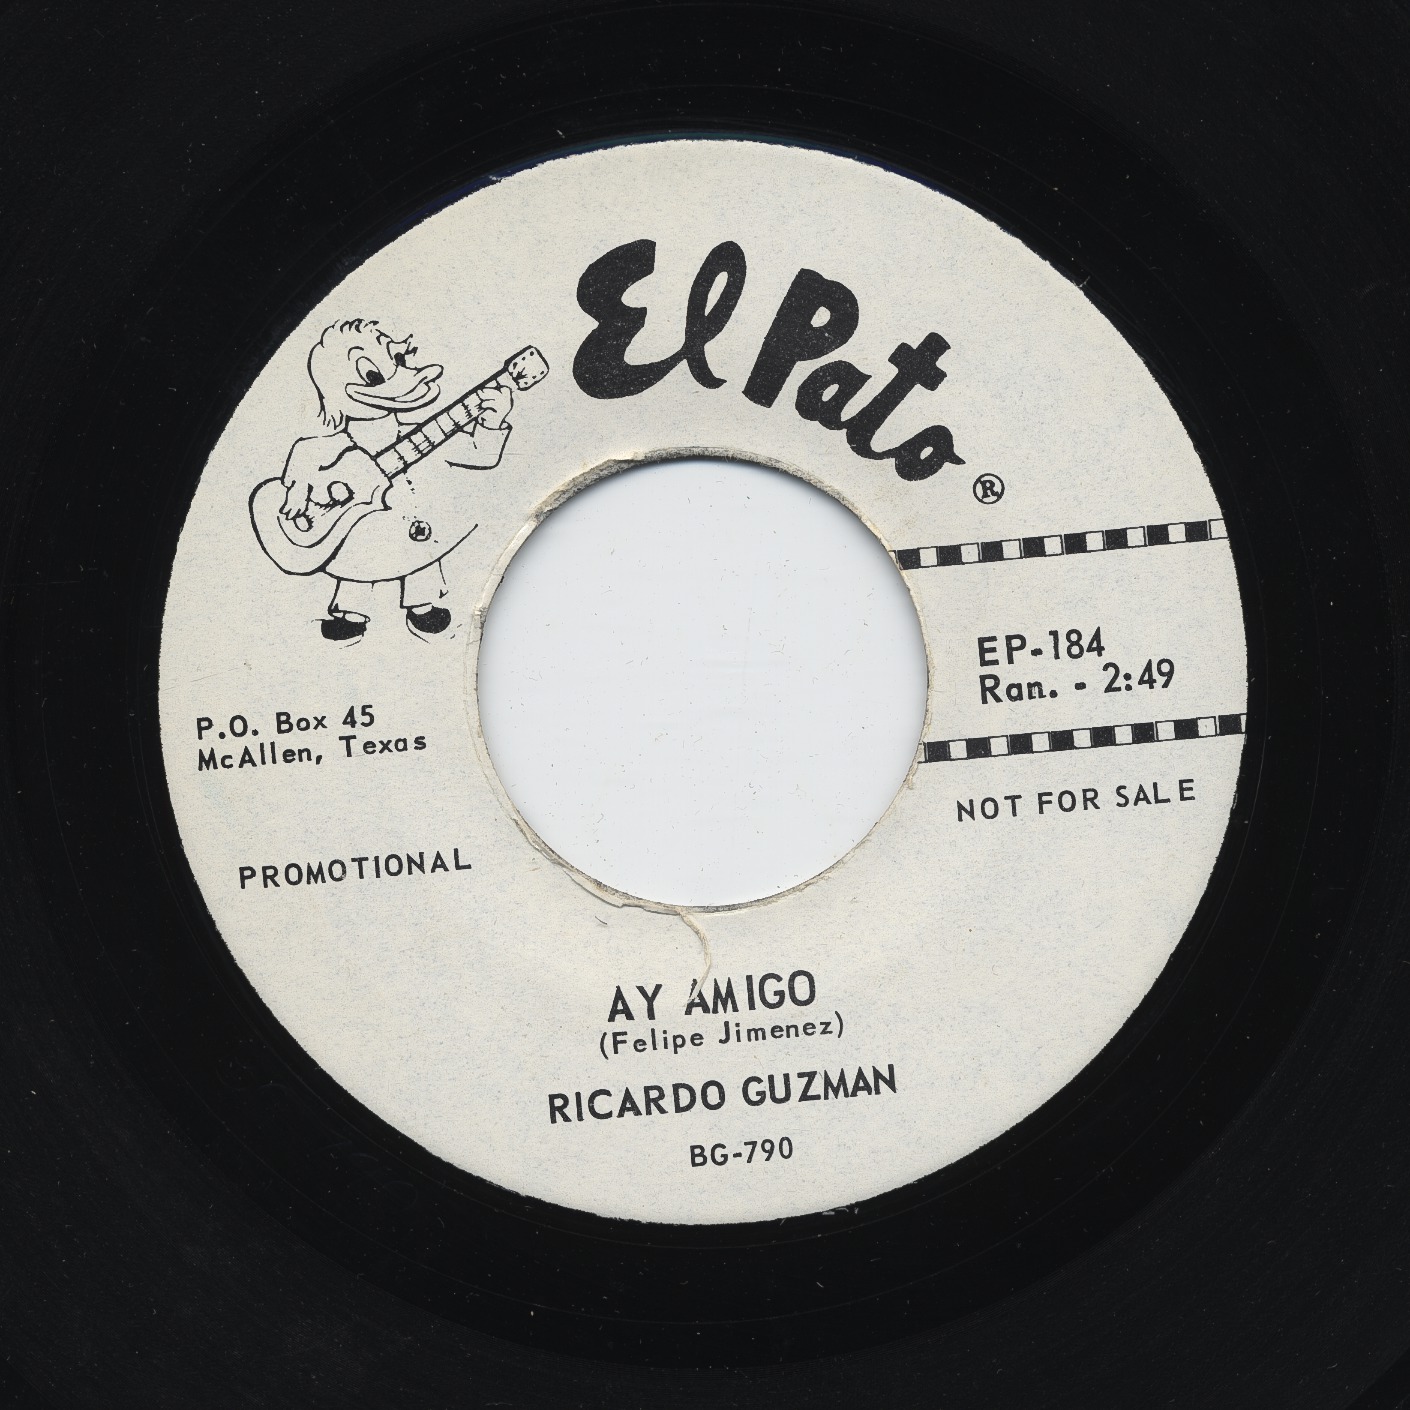 El Pato ®
EP-184
Ran. - 2:49
P.O. Box 45
McAllen, Texas
NOT FOR SALE
PROMOTIONAL
AY AMIGO
(Felipe Jimenez)
RICARDO GUZMAN
BG-790